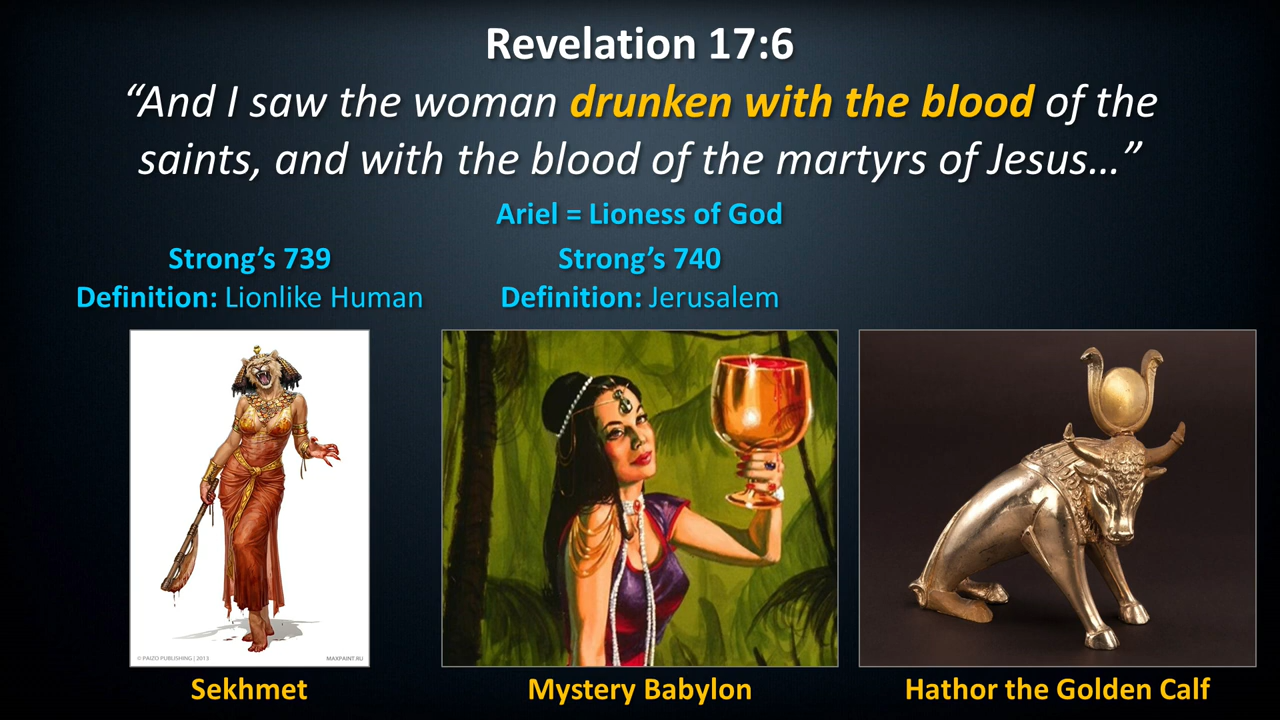 Revelation 17:6
“And I saw the woman drunken with the blood of the
saints, and with the blood of the martyrs of Jesus...”
Ariel = Lioness of God
Strong’s 739
Definition: Lionlike Human
Strong’s 740
Definition: Jerusalem
© PAIZO PUBLISHING | 2013
MAXPAINT.RU
Sekhmet
Mystery Babylon
Hathor the Golden Calf